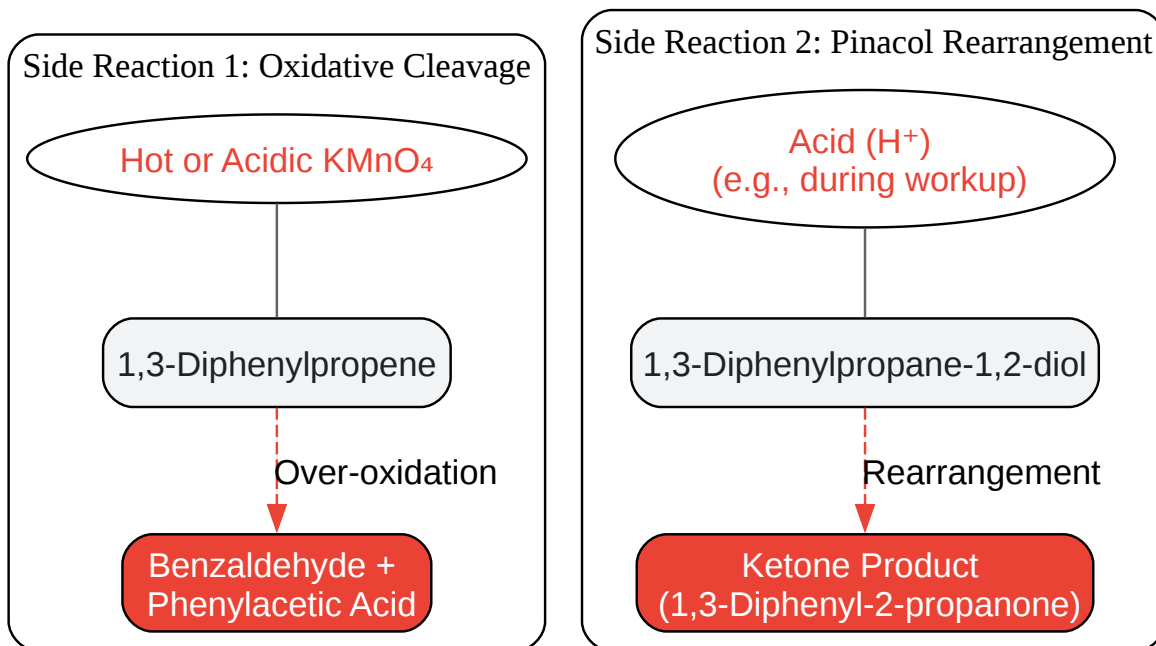 Side Reaction 1: Oxidative Cleavage
Hot or Acidic KMnO₄
1,3-Diphenylpropene
Over-oxidation
Benzaldehyde +
Phenylacetic Acid
Side Reaction 2: Pinacol Rearrangement
Acid (H⁺)
(e.g., during workup)
1,3-Diphenylpropane-1,2-diol
Rearrangement
Ketone Product
(1,3-Diphenyl-2-propanone)